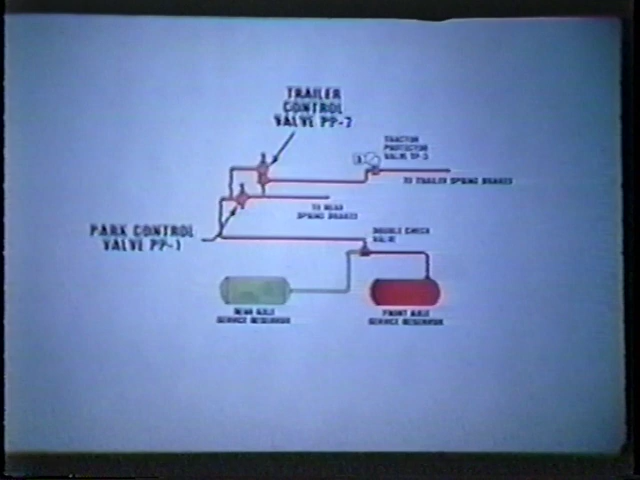 TRAILER
CONTROL
VALVE PP-7
TRACTOR
PROTECTOR
VALVE TP-3
TO TRAILER SPRING BRAKES
TO REAR
SPRING BRAKES
PARK CONTROL
VALVE PP-1
DOUBLE CHECK
VALVE
REAR AXLE
SERVICE RESERVOIR
FRONT AXLE
SERVICE RESERVOIR